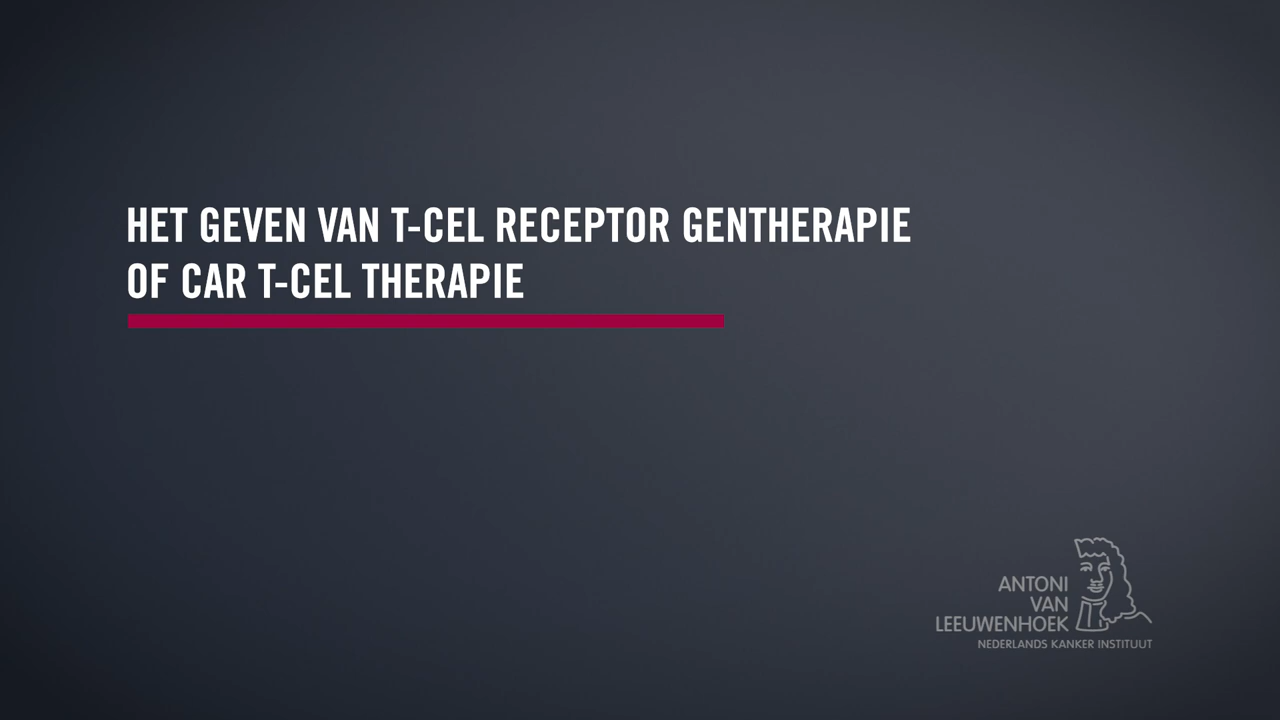 HET GEVEN VAN T-CEL RECEPTOR GENTHERAPIE
OF CAR T-CEL THERAPIE
ANTONI
VAN
LEEUWENHOEK
NEDERLANDS KANKER INSTITUUT